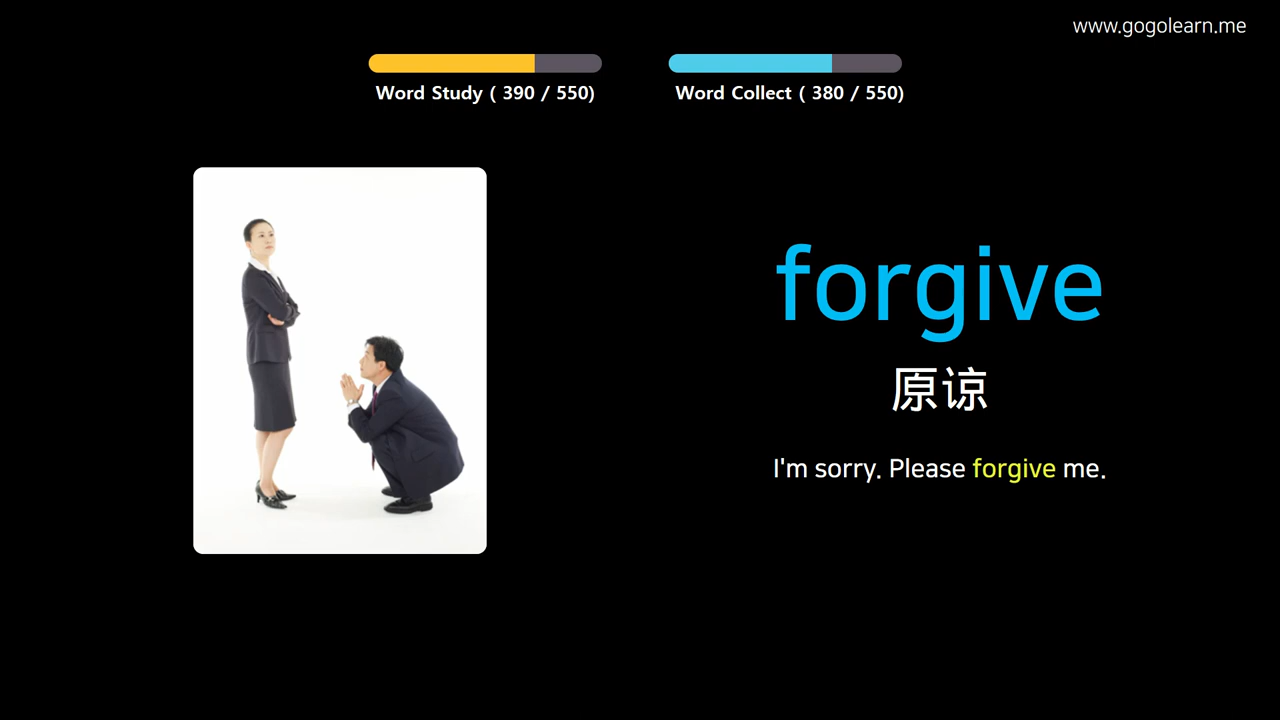 www.gogolearn.me
Word Study ( 390 / 550)
Word Collect ( 380 / 550)
forgive
原谅
I'm sorry. Please forgive me.